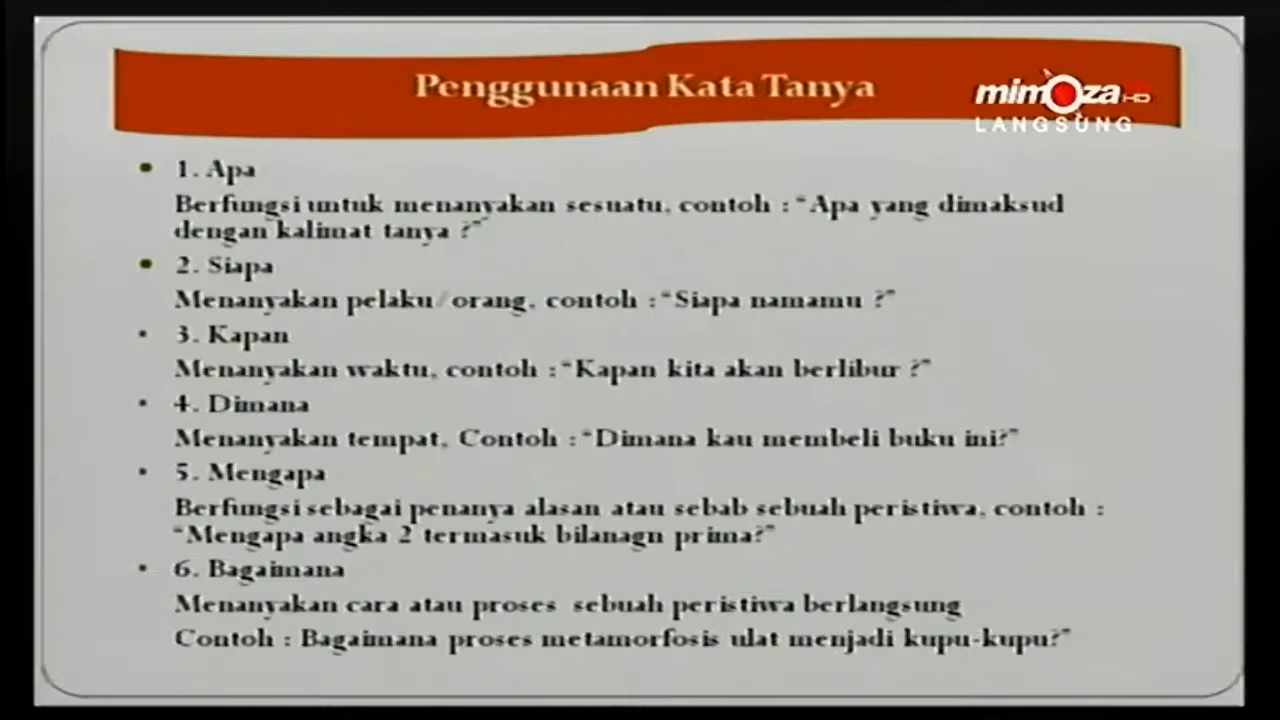 Penggunaan Kata Tanya
mimoza HD
LANGSUNG
• 1. Apa
Berfungsi untuk menanyakan sesuatu, contoh : “Apa yang dimaksud
dengan kalimat tanya ?”
• 2. Siapa
Menanyakan pelaku/orang, contoh : “Siapa namamu ?”
• 3. Kapan
Menanyakan waktu, contoh : “Kapan kita akan berlibur ?”
• 4. Dimana
Menanyakan tempat, Contoh : “Dimana kau membeli buku ini?”
• 5. Mengapa
Berfungsi sebagai penanya alasan atau sebab sebuah peristiwa, contoh :
“Mengapa angka 2 termasuk bilanagn prima?”
• 6. Bagaimana
Menanyakan cara atau proses sebuah peristiwa berlangsung
Contoh : Bagaimana proses metamorfosis ulat menjadi kupu-kupu?”